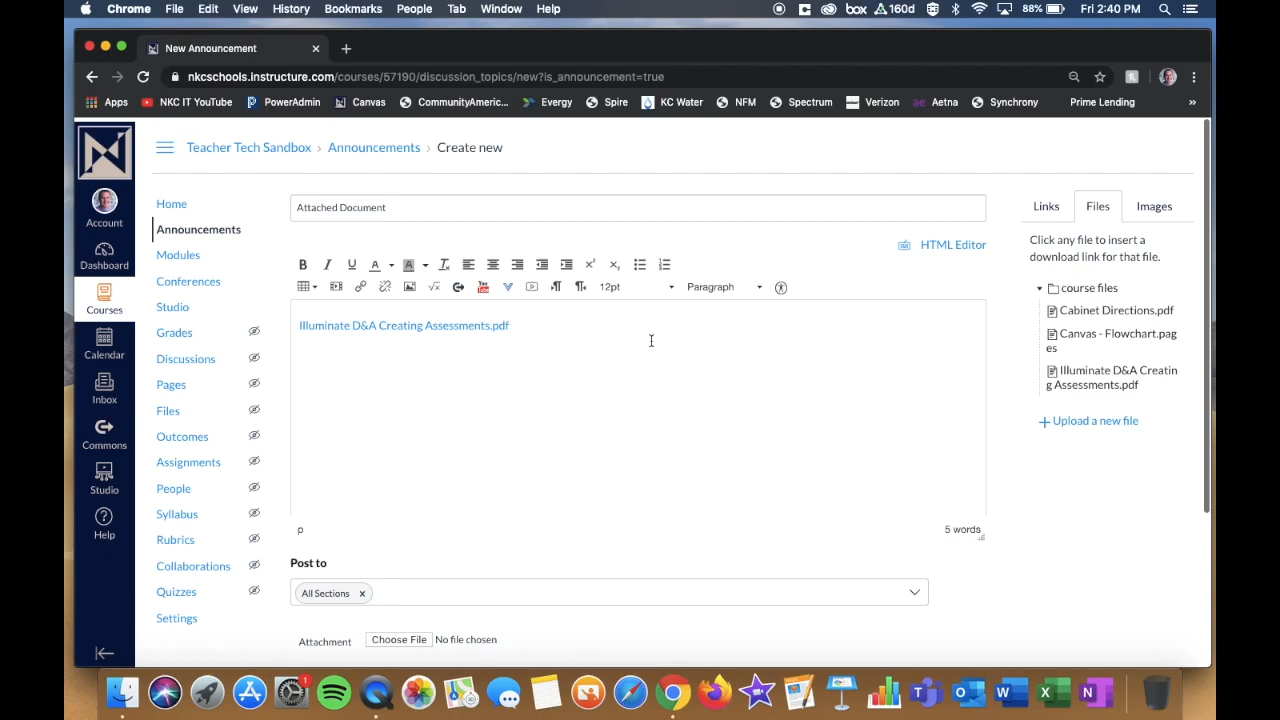 Chrome File Edit View History Bookmarks People Tab Window Help box 160d 88% Fri 2:40 PM
New Announcement
nkcschools.instructure.com/courses/57190/discussion_topics/new?is_announcement=true
Apps NKC IT YouTube PowerAdmin Canvas CommunityAmeric... Evergy Spire KC Water NFM Spectrum Verizon ae Aetna Synchrony Prime Lending »
Account
Dashboard
Courses
Calendar
Inbox
Commons
Studio
Help
Teacher Tech Sandbox › Announcements › Create new
Home
Announcements
Modules
Conferences
Studio
Grades
Discussions
Pages
Files
Outcomes
Assignments
People
Syllabus
Rubrics
Collaborations
Quizzes
Settings
Attached Document
HTML Editor
12pt Paragraph
Illuminate D&A Creating Assessments.pdf
p
5 words
Post to
All Sections x
Attachment Choose File No file chosen
Links Files Images
Click any file to insert a
download link for that file.
course files
Cabinet Directions.pdf
Canvas - Flowchart.pag
es
Illuminate D&A Creatin
g Assessments.pdf
+ Upload a new file